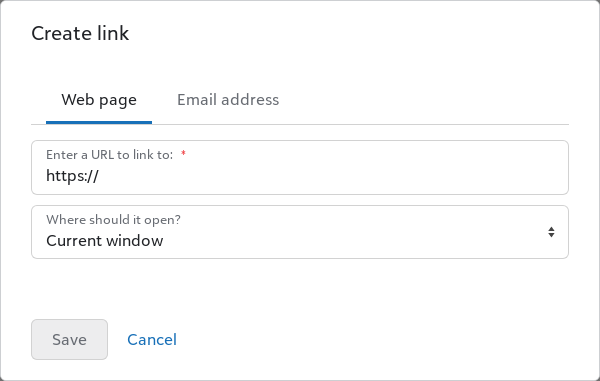 Create link
Web page Email address
Enter a URL to link to: *
https://
Where should it open?
Current window
Save Cancel